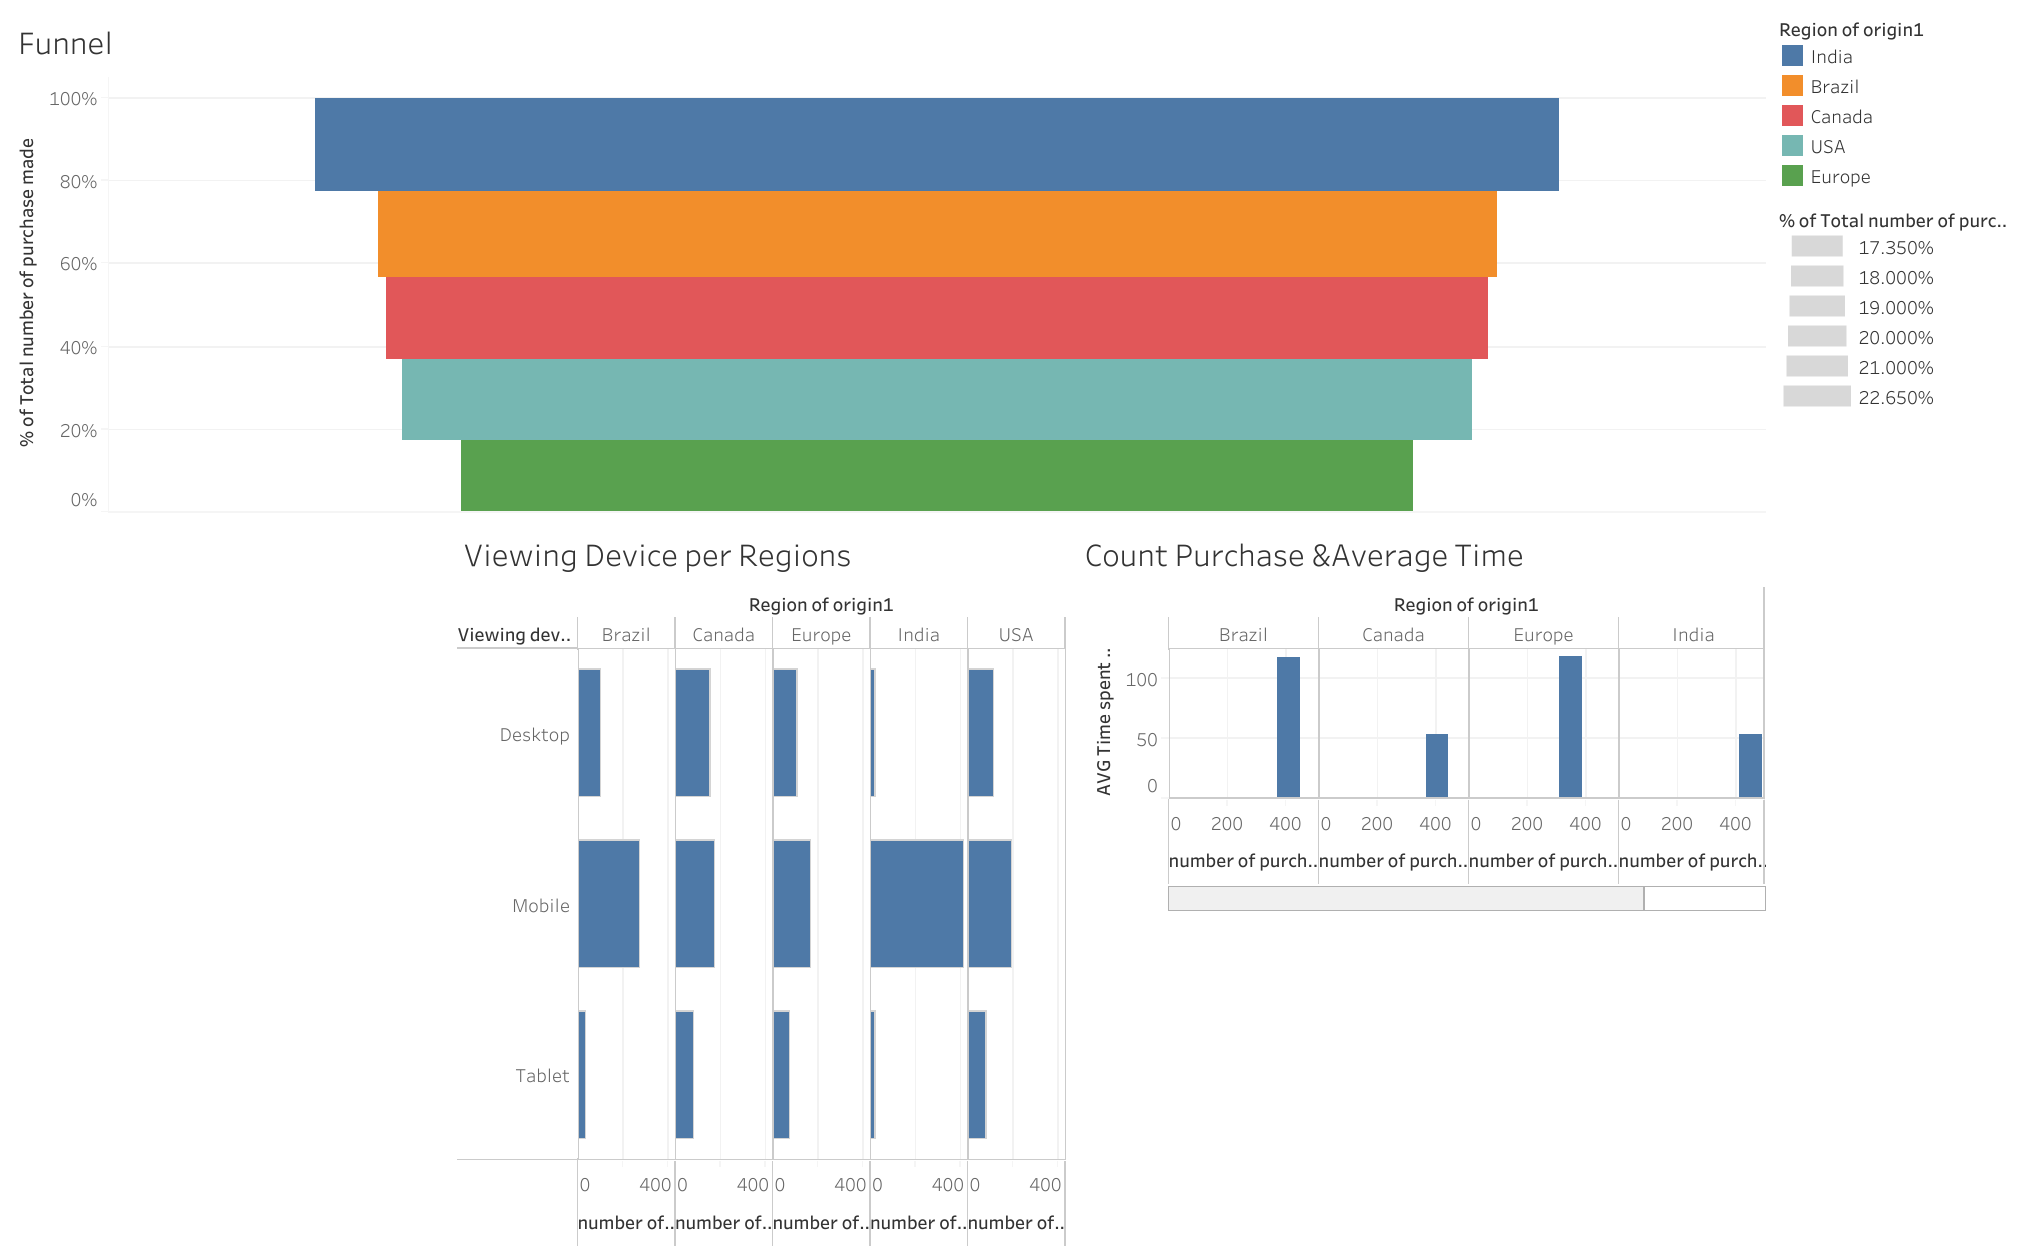 Funnel
100%
80%
60%
40%
20%
0%
% of Total number of purchase made
Region of origin1
India
Brazil
Canada
USA
Europe
% of Total number of purc..
17.350%
18.000%
19.000%
20.000%
21.000%
22.650%
Viewing Device per Regions
Region of origin1
Viewing dev.. Brazil Canada Europe India USA
Desktop
Mobile
Tablet
0 400 0 400 0 400 0 400 0 400
number of.. number of.. number of.. number of.. number of..
Count Purchase &Average Time
Region of origin1
Brazil Canada Europe India
AVG Time spent ..
100
50
0
0 200 400 0 200 400 0 200 400 0 200 400
number of purch.. number of purch.. number of purch.. number of purch..